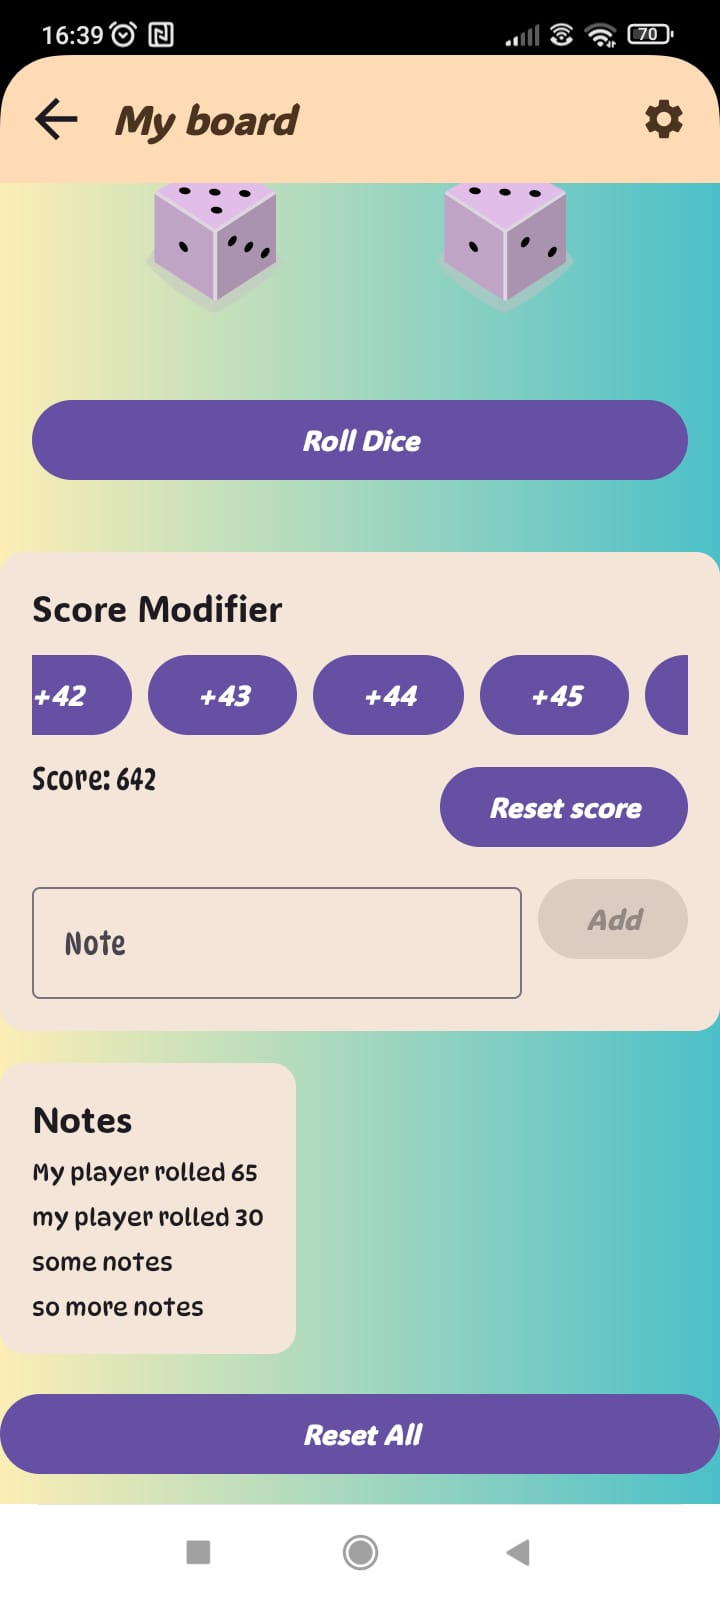 16:39
70
My board
Roll Dice
Score Modifier
+42 +43 +44 +45
Score: 642
Reset score
Note
Add
Notes
My player rolled 65
my player rolled 30
some notes
so more notes
Reset All